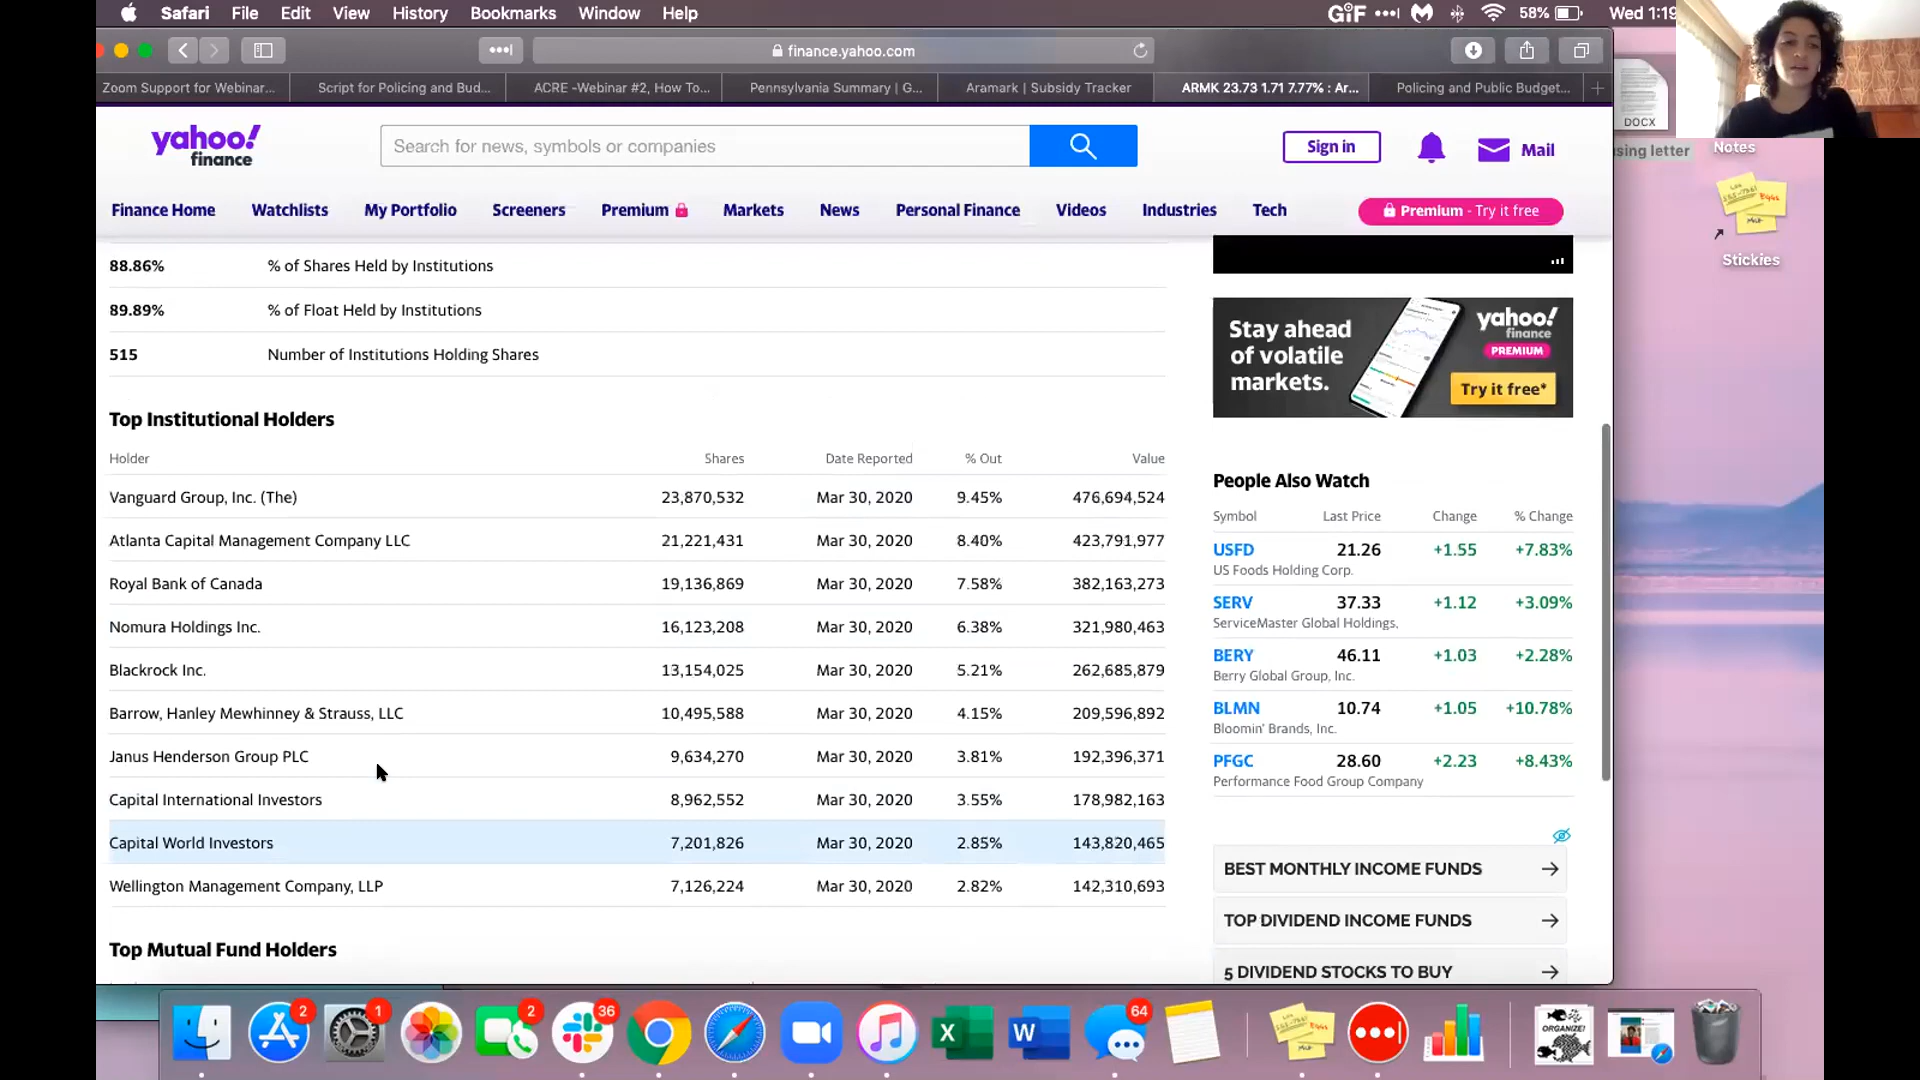 Safari File Edit View History Bookmarks Window Help GIF 58% Wed 1:19
finance.yahoo.com
Zoom Support for Webinar... Script for Policing and Bud... ACRE -Webinar #2, How To... Pennsylvania Summary | G... Aramark | Subsidy Tracker ARMK 23.73 1.71 7.77% : Ar... Policing and Public Budget...
DOCX
using letter
Notes
Stickies
yahoo! finance
Search for news, symbols or companies
Sign in
Mail
Finance Home Watchlists My Portfolio Screeners Premium Markets News Personal Finance Videos Industries Tech Premium - Try it free
88.86% % of Shares Held by Institutions
89.89% % of Float Held by Institutions
515 Number of Institutions Holding Shares
Top Institutional Holders
Holder Shares Date Reported % Out Value
Vanguard Group, Inc. (The) 23,870,532 Mar 30, 2020 9.45% 476,694,524
Atlanta Capital Management Company LLC 21,221,431 Mar 30, 2020 8.40% 423,791,977
Royal Bank of Canada 19,136,869 Mar 30, 2020 7.58% 382,163,273
Nomura Holdings Inc. 16,123,208 Mar 30, 2020 6.38% 321,980,463
Blackrock Inc. 13,154,025 Mar 30, 2020 5.21% 262,685,879
Barrow, Hanley Mewhinney & Strauss, LLC 10,495,588 Mar 30, 2020 4.15% 209,596,892
Janus Henderson Group PLC 9,634,270 Mar 30, 2020 3.81% 192,396,371
Capital International Investors 8,962,552 Mar 30, 2020 3.55% 178,982,163
Capital World Investors 7,201,826 Mar 30, 2020 2.85% 143,820,465
Wellington Management Company, LLP 7,126,224 Mar 30, 2020 2.82% 142,310,693
Top Mutual Fund Holders
Stay ahead
of volatile
markets.
yahoo!
finance
PREMIUM
Try it free*
People Also Watch
Symbol Last Price Change % Change
USFD 21.26 +1.55 +7.83%
US Foods Holding Corp.
SERV 37.33 +1.12 +3.09%
ServiceMaster Global Holdings.
BERY 46.11 +1.03 +2.28%
Berry Global Group, Inc.
BLMN 10.74 +1.05 +10.78%
Bloomin' Brands, Inc.
PFGC 28.60 +2.23 +8.43%
Performance Food Group Company
BEST MONTHLY INCOME FUNDS
TOP DIVIDEND INCOME FUNDS
5 DIVIDEND STOCKS TO BUY
2 1 2 36 64
X W ORGANIZE!